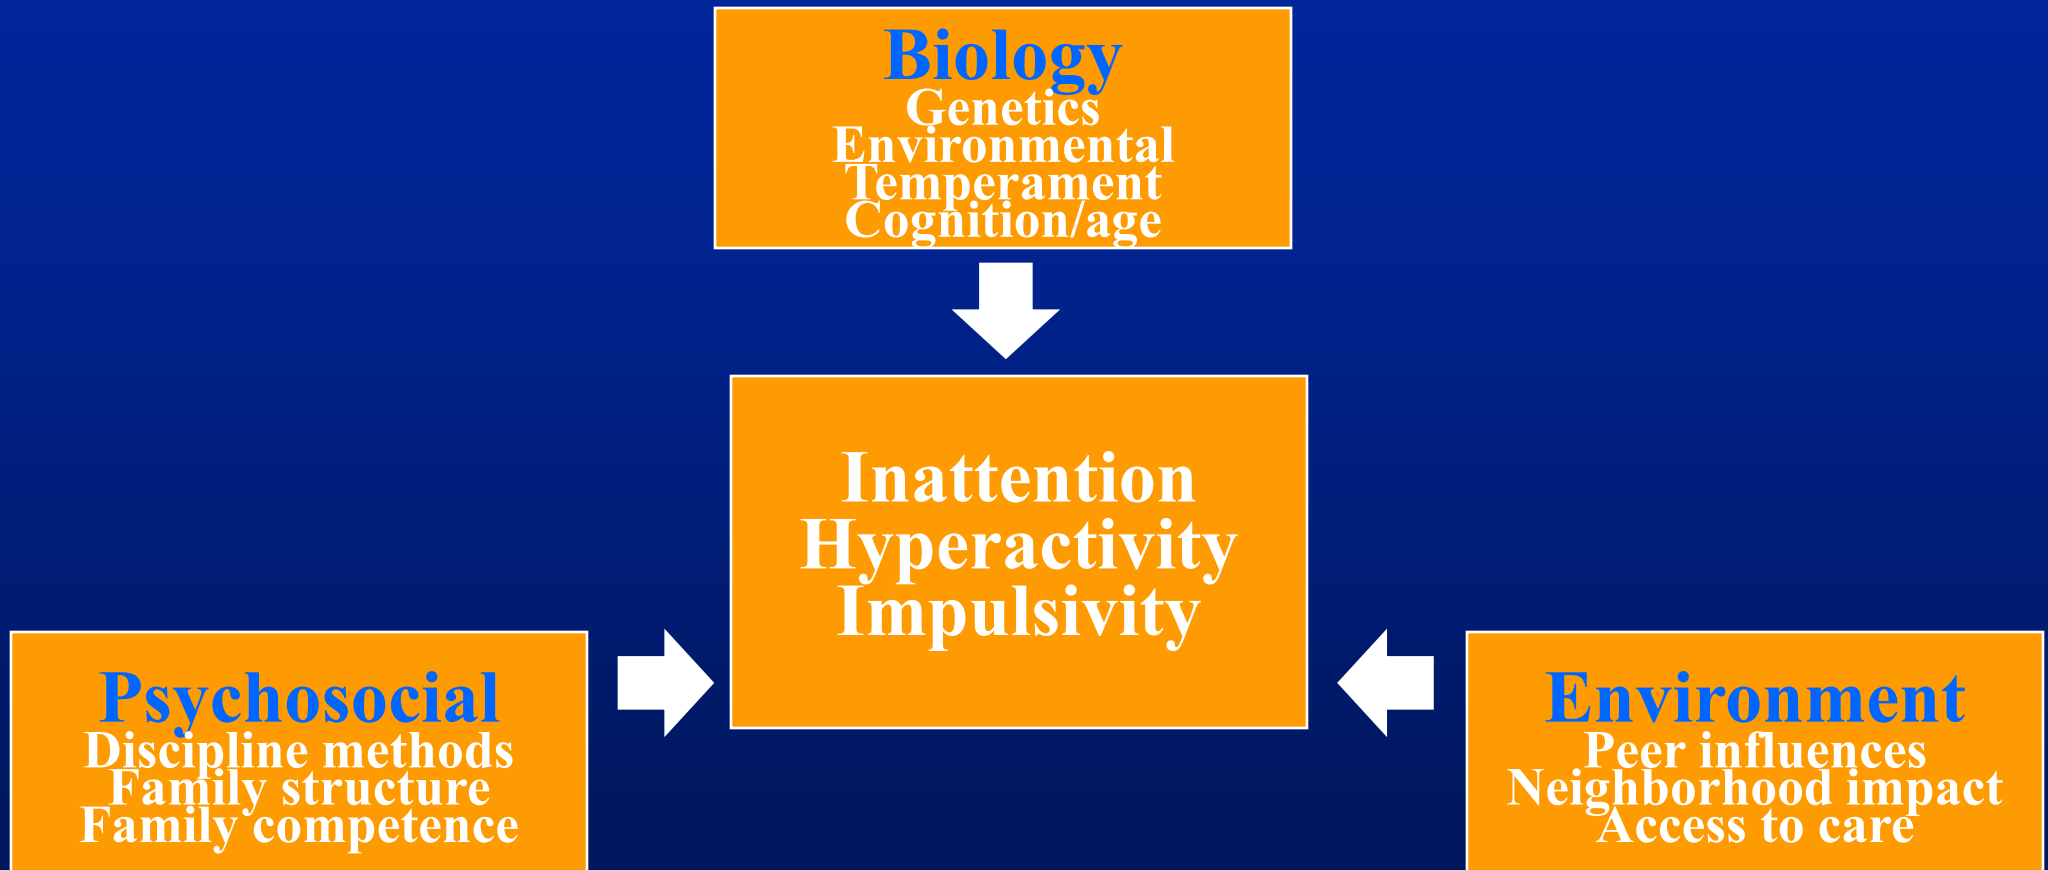 Biology
Genetics
Environmental
Temperament
Cognition/age
Inattention
Hyperactivity
Impulsivity
Psychosocial
Discipline methods
Family structure
Family competence
Environment
Peer influences
Neighborhood impact
Access to care